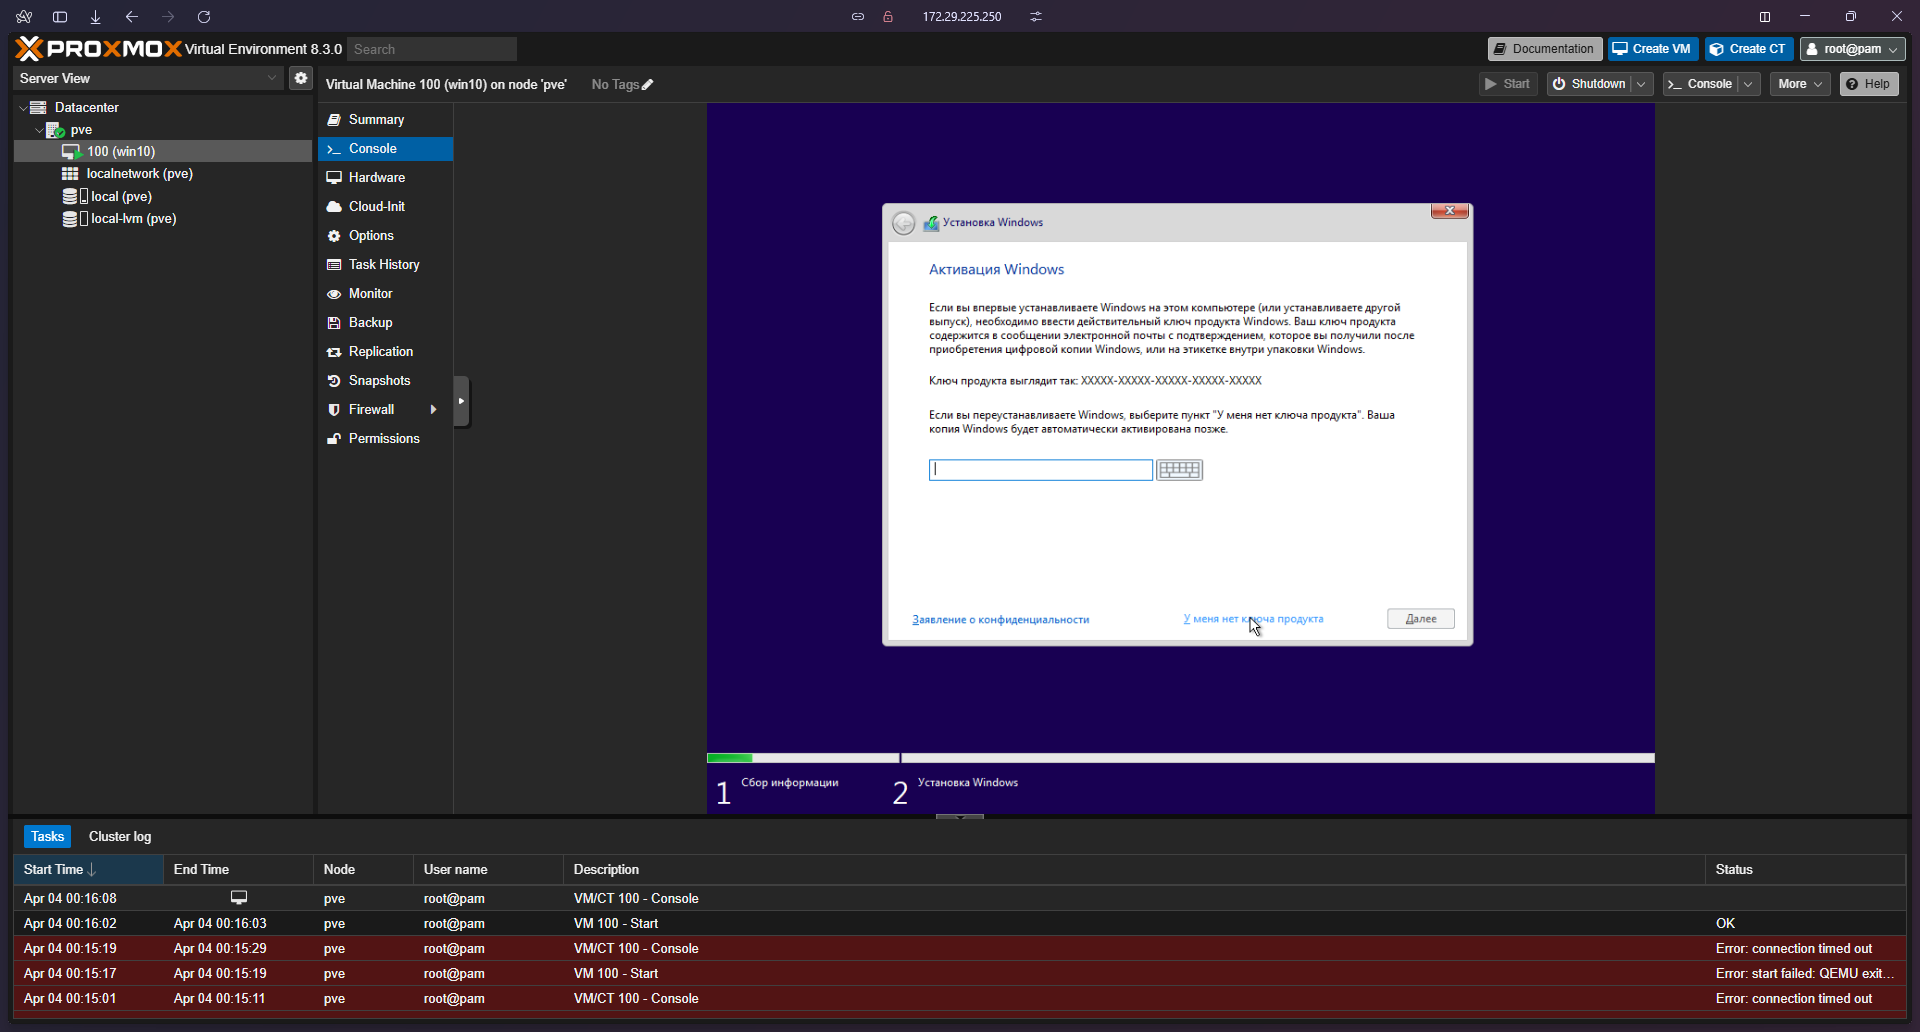 172.29.225.250
PROXMOX Virtual Environment 8.3.0 Search Documentation Create VM Create CT root@pam
Server View
Virtual Machine 100 (win10) on node 'pve' No Tags Start Shutdown Console More Help
Datacenter
pve
100 (win10)
localnetwork (pve)
local (pve)
local-lvm (pve)
Summary
Console
Hardware
Cloud-Init
Options
Task History
Monitor
Backup
Replication
Snapshots
Firewall
Permissions
Установка Windows
Активация Windows
Если вы впервые устанавливаете Windows на этом компьютере (или устанавливаете другой
выпуск), необходимо ввести действительный ключ продукта Windows. Ваш ключ продукта
содержится в сообщении электронной почты с подтверждением, которое вы получили после
приобретения цифровой копии Windows, или на этикетке внутри упаковки Windows.
Ключ продукта выглядит так: XXXXX-XXXXX-XXXXX-XXXXX-XXXXX
Если вы переустанавливаете Windows, выберите пункт "У меня нет ключа продукта". Ваша
копия Windows будет автоматически активирована позже.
Заявление о конфиденциальности У меня нет ключа продукта Далее
1 Сбор информации 2 Установка Windows
Tasks Cluster log
Start Time End Time Node User name Description Status
Apr 04 00:16:08 pve root@pam VM/CT 100 - Console
Apr 04 00:16:02 Apr 04 00:16:03 pve root@pam VM 100 - Start OK
Apr 04 00:15:19 Apr 04 00:15:29 pve root@pam VM/CT 100 - Console Error: connection timed out
Apr 04 00:15:17 Apr 04 00:15:19 pve root@pam VM 100 - Start Error: start failed: QEMU exit...
Apr 04 00:15:01 Apr 04 00:15:11 pve root@pam VM/CT 100 - Console Error: connection timed out